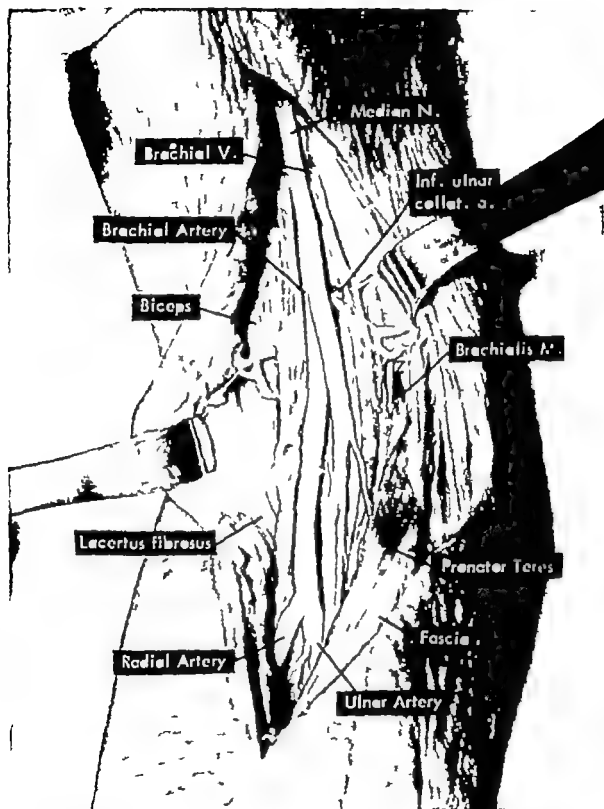 Median N.
Brachial V.
Inf. ulnar
collat. a.
Brachial Artery
Biceps
Brachialis M.
Lacertus fibrosus
Pronator Teres
Fascia
Radial Artery
Ulnar Artery